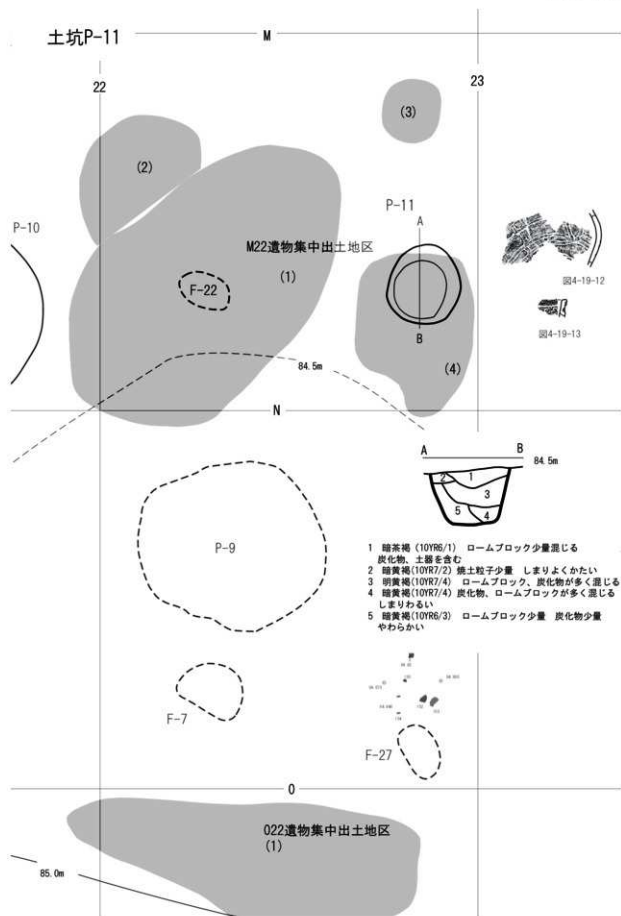 土坑P-11
M
22
23
(3)
(2)
P-11
A
P-10
M22遺物集中出土地区
(1)
F-22
図4-19-12
図4-19-13
B
84.5m
(4)
N
A B
84.5m
1 2 3 5 4
P-9
1 暗茶褐(10YR6/1) ロームブロック少量混じる
炭化物、土器を含む
2 暗黄褐(10YR7/2) 焼土粒子少量 しまりよくかたい
3 明黄褐(10YR7/4) ロームブロック、炭化物が多く混じる
4 暗黄褐(10YR7/4) 炭化物、ロームブロックが多く混じる
しまりわるい
5 暗黄褐(10YR6/3) ロームブロック少量 炭化物少量
やわらかい
F-7
F-27
O
O22遺物集中出土地区
(1)
85.0m